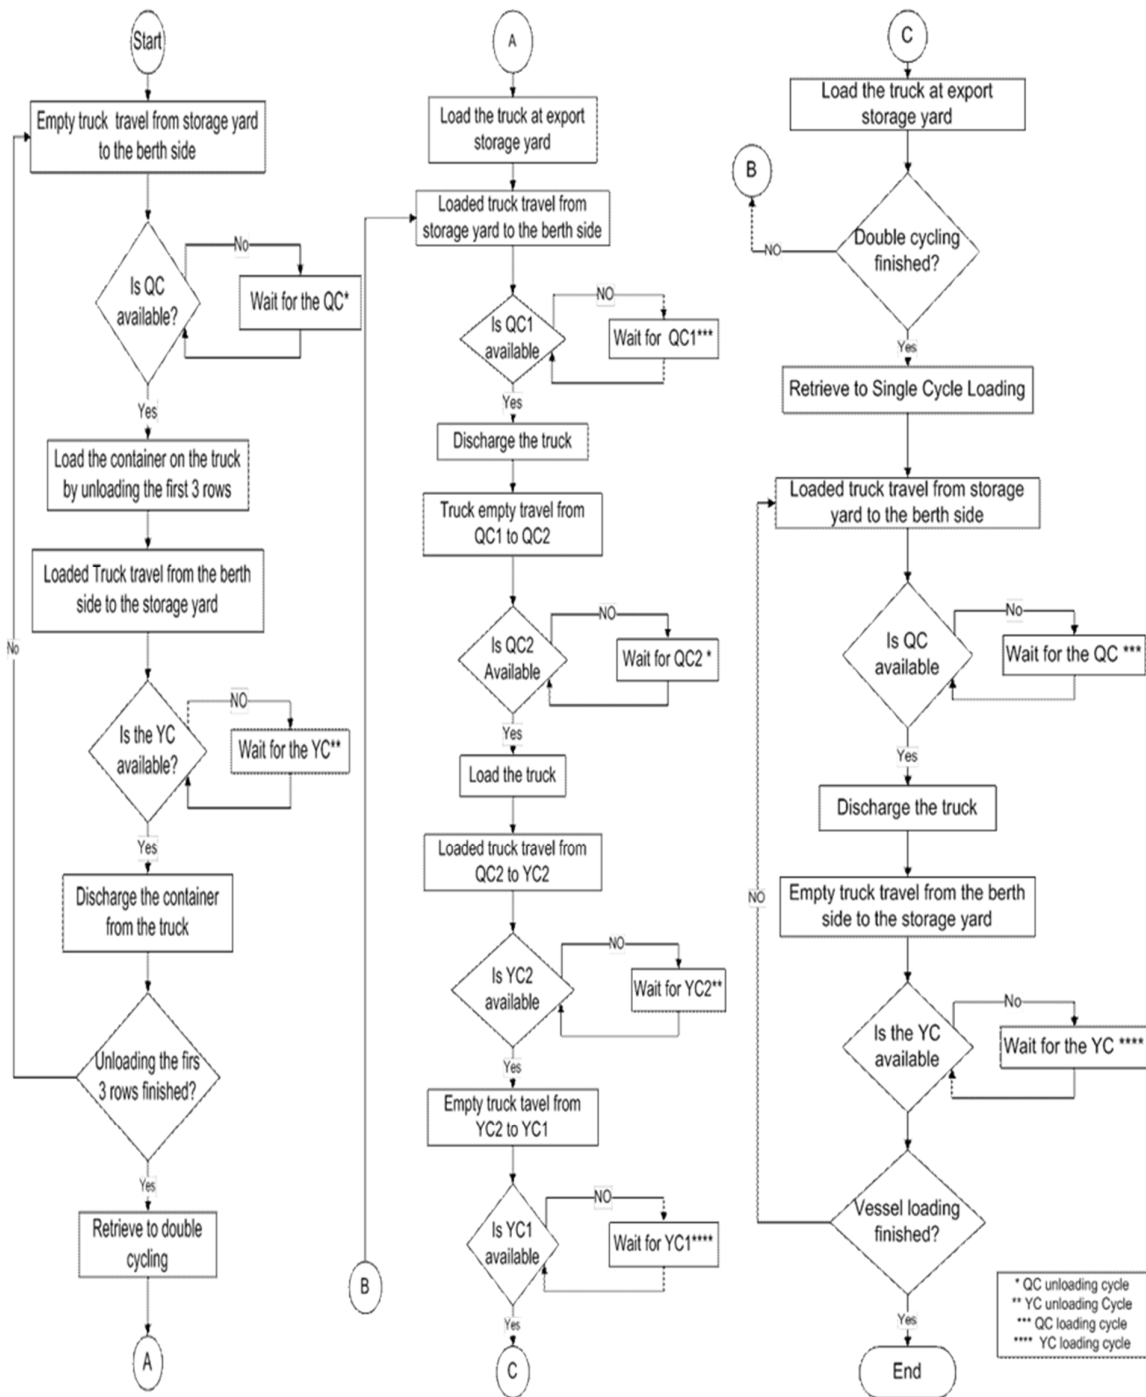 Start
Empty truck travel from storage yard
to the berth side
Is QC
available?
No
Wait for the QC*
Yes
Load the container on the truck
by unloading the first 3 rows
Loaded Truck travel from the berth
side to the storage yard
No
Is the YC
available?
NO
Wait for the YC**
Yes
Discharge the container
from the truck
Unloading the firs
3 rows finished?
Yes
Retrieve to double
cycling
A
A
Load the truck at export
storage yard
Loaded truck travel from
storage yard to the berth side
Is QC1
available
NO
Wait for QC1***
Yes
Discharge the truck
Truck empty travel from
QC1 to QC2
Is QC2
Available
NO
Wait for QC2 *
Yes
Load the truck
Loaded truck travel from
QC2 to YC2
Is YC2
available
NO
Wait for YC2**
Yes
Empty truck tavel from
YC2 to YC1
Is YC1
available
NO
Wait for YC1****
B
Yes
C
C
Load the truck at export
storage yard
B
NO
Double cycling
finished?
Yes
Retrieve to Single Cycle Loading
Loaded truck travel from storage
yard to the berth side
Is QC
available
No
Wait for the QC ***
Yes
Discharge the truck
NO
Empty truck travel from the berth
side to the storage yard
Is the YC
available
No
Wait for the YC ****
Vessel loading
finished?
Yes
End
* QC unloading cycle
** YC unloading Cycle
*** QC loading cycle
**** YC loading cycle